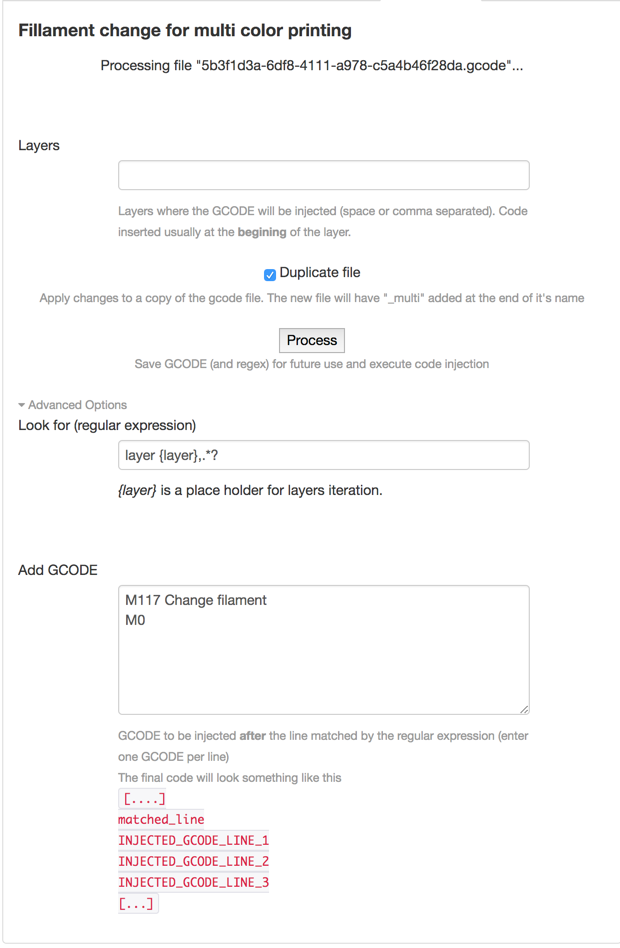 Fillament change for multi color printing
Processing file "5b3f1d3a-6df8-4111-a978-c5a4b46f28da.gcode"...
Layers
Layers where the GCODE will be injected (space or comma separated). Code
inserted usually at the begining of the layer.
Duplicate file
Apply changes to a copy of the gcode file. The new file will have "_multi" added at the end of it's name
Process
Save GCODE (and regex) for future use and execute code injection
Advanced Options
Look for (regular expression)
layer {layer},.*?
{layer} is a place holder for layers iteration.
Add GCODE
M117 Change filament
M0
GCODE to be injected after the line matched by the regular expression (enter
one GCODE per line)
The final code will look something like this
[....]
matched_line
INJECTED_GCODE_LINE_1
INJECTED_GCODE_LINE_2
INJECTED_GCODE_LINE_3
[...]